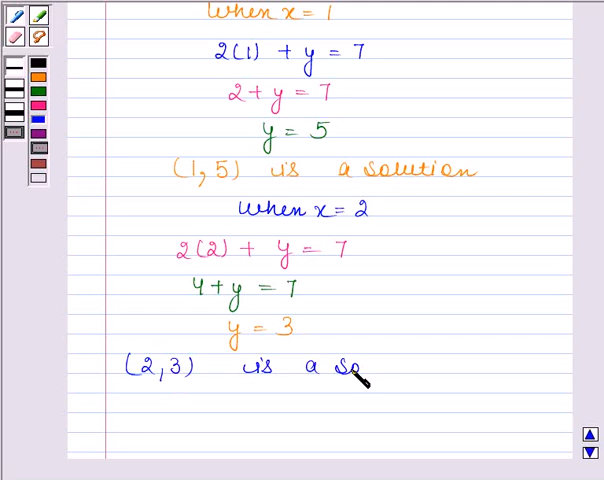 When x = 1
2(1) + y = 7
2 + y = 7
y = 5
(1, 5) is a solution
When x = 2
2(2) + y = 7
4 + y = 7
y = 3
(2, 3) is a so